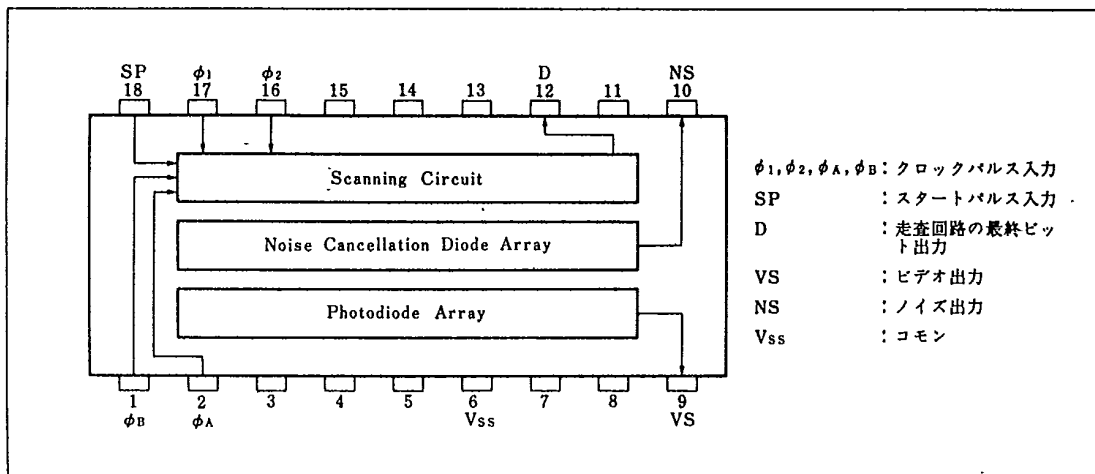 SP φ1 φ2 D NS
18 17 16 15 14 13 12 11 10
Scanning Circuit
Noise Cancellation Diode Array
Photodiode Array
1 2 3 4 5 6 7 8 9
φB φA Vss VS
φ1, φ2, φA, φB : クロックパルス入力
SP : スタートパルス入力
D : 走査回路の最終ビッ
ト出力
VS : ビデオ出力
NS : ノイズ出力
Vss : コモン